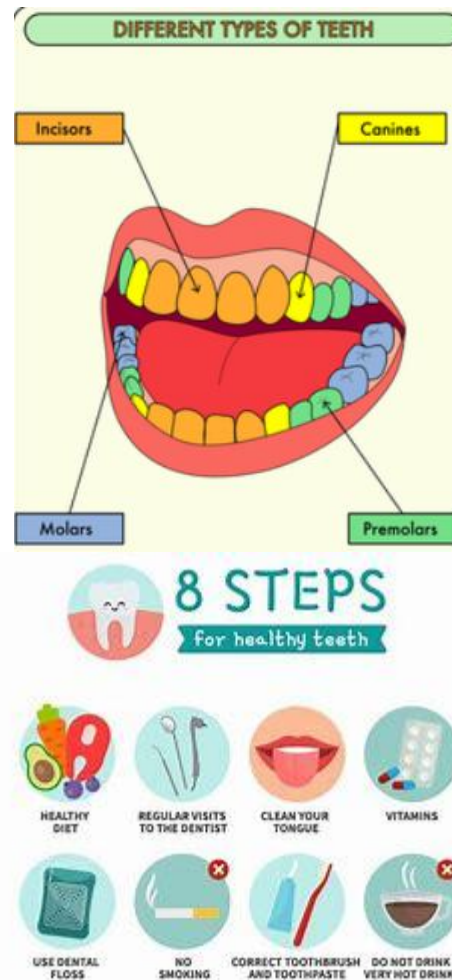 DIFFERENT TYPES OF TEETH
Incisors
Canines
Molars
Premolars
8 STEPS
for healthy teeth
HEALTHY
DIET
REGULAR VISITS
TO THE DENTIST
CLEAN YOUR
TONGUE
VITAMINS
USE DENTAL
FLOSS
NO
SMOKING
CORRECT TOOTHBRUSH
AND TOOTHPASTE
DO NOT DRINK
VERY HOT DRINK